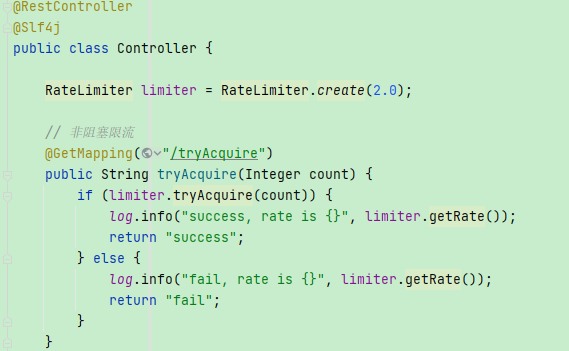 @RestController
@Slf4j
public class Controller {
RateLimiter limiter = RateLimiter.create(2.0);
// 非阻塞限流
@GetMapping("/tryAcquire")
public String tryAcquire(Integer count) {
if (limiter.tryAcquire(count)) {
log.info("success, rate is {}", limiter.getRate());
return "success";
} else {
log.info("fail, rate is {}", limiter.getRate());
return "fail";
}
}